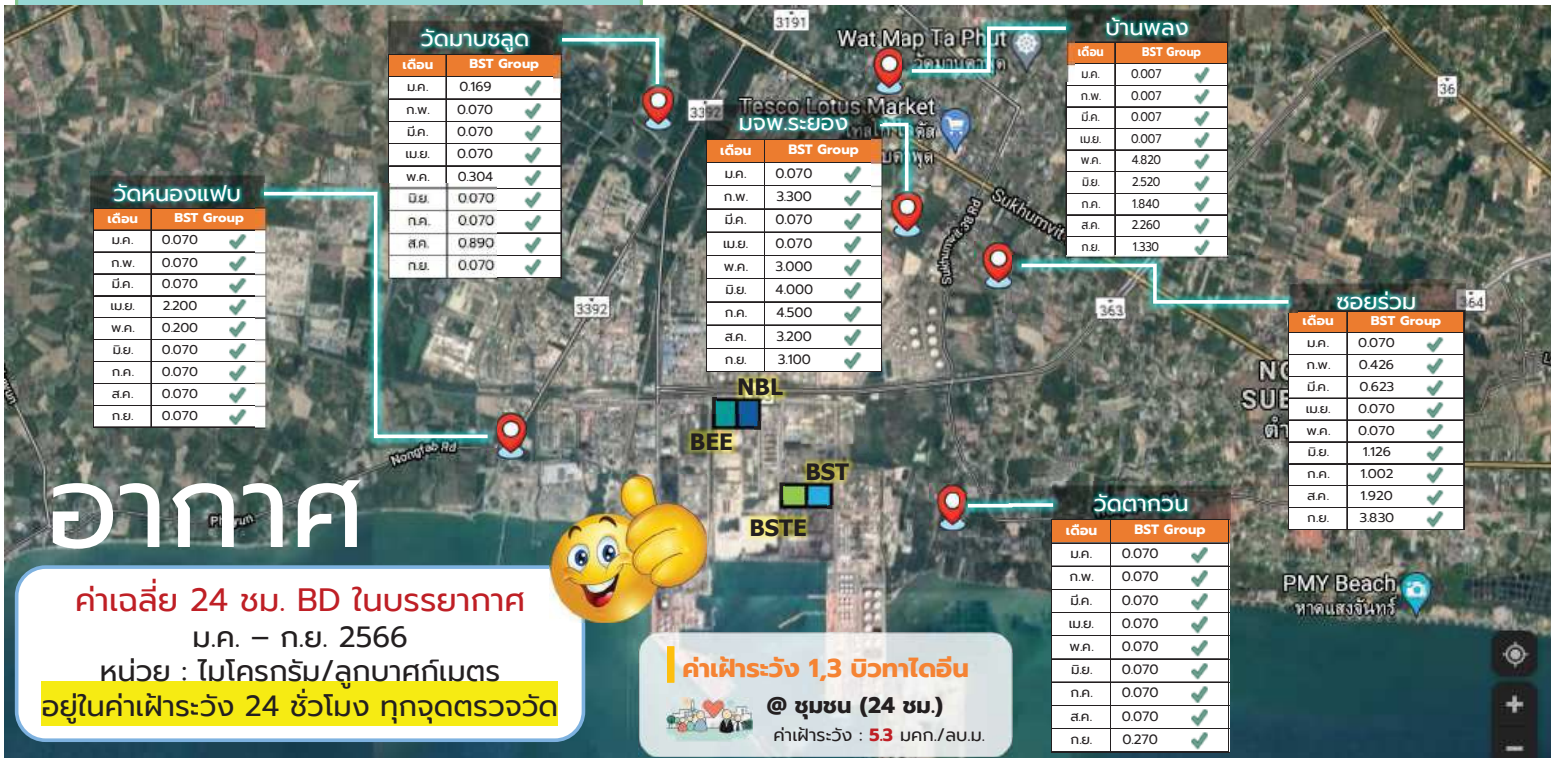 วัดมาบชลูด
เดือน BST Group
ม.ค. 0.169
ก.พ. 0.070
มี.ค. 0.070
เม.ย. 0.070
พ.ค. 0.304
มิ.ย. 0.070
ก.ค. 0.070
ส.ค. 0.890
ก.ย. 0.070
บ้านพลง
เดือน BST Group
ม.ค. 0.007
ก.พ. 0.007
มี.ค. 0.007
เม.ย. 0.007
พ.ค. 4.820
มิ.ย. 2.520
ก.ค. 1.840
ส.ค. 2.260
ก.ย. 1.330
3191
Wat Map Ta Phut
วัดมาบตาพุด
36
3392
Tesco Lotus Market
มจพ.ระยอง
เดือน BST Group
ม.ค. 0.070
ก.พ. 3.300
มี.ค. 0.070
เม.ย. 0.070
พ.ค. 3.000
มิ.ย. 4.000
ก.ค. 4.500
ส.ค. 3.200
ก.ย. 3.100
วัดหนองแฟบ
เดือน BST Group
ม.ค. 0.070
ก.พ. 0.070
มี.ค. 0.070
เม.ย. 2.200
พ.ค. 0.200
มิ.ย. 0.070
ก.ค. 0.070
ส.ค. 0.070
ก.ย. 0.070
Sukhumvit 38 Rd
Sukhumvit
3392
363
364
ซอยร่วม
เดือน BST Group
ม.ค. 0.070
ก.พ. 0.426
มี.ค. 0.623
เม.ย. 0.070
พ.ค. 0.070
มิ.ย. 1.126
ก.ค. 1.002
ส.ค. 1.920
ก.ย. 3.830
NBL
BEE
BST
BSTE
Nongfab Rd
วัดตากวน
เดือน BST Group
ม.ค. 0.070
ก.พ. 0.070
มี.ค. 0.070
เม.ย. 0.070
พ.ค. 0.070
มิ.ย. 0.070
ก.ค. 0.070
ส.ค. 0.070
ก.ย. 0.270
PMY Beach
หาดแสงจันทร์
อากาศ
ค่าเฉลี่ย 24 ชม. BD ในบรรยากาศ
ม.ค. – ก.ย. 2566
หน่วย : ไมโครกรัม/ลูกบาศก์เมตร
อยู่ในค่าเฝ้าระวัง 24 ชั่วโมง ทุกจุดตรวจวัด
ค่าเฝ้าระวัง 1,3 บิวทาไดอีน
@ ชุมชน (24 ชม.)
ค่าเฝ้าระวัง : 5.3 มคก./ลบ.ม.